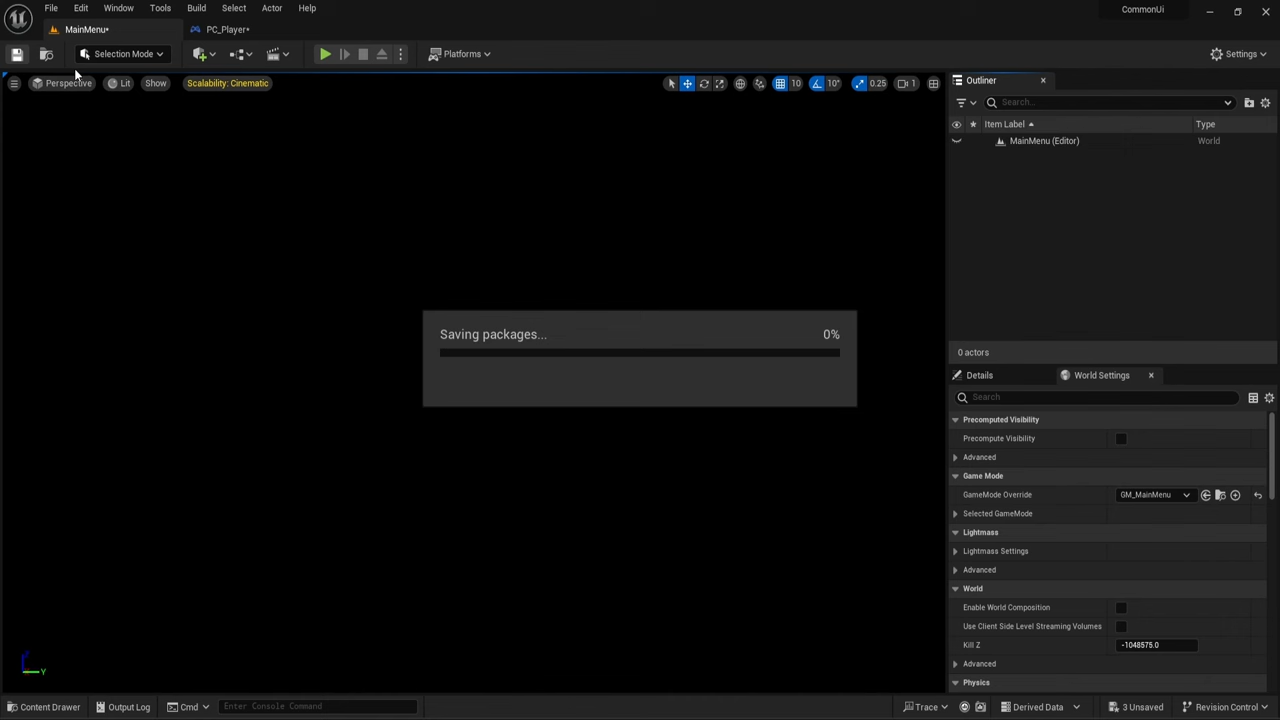 File Edit Window Tools Build Select Actor Help
CommonUi
MainMenu* PC_Player*
Selection Mode Platforms Settings
Perspective Lit Show Scalability: Cinematic 10 10° 0.25 1
Outliner
Search...
Item Label Type
MainMenu (Editor) World
Saving packages... 0%
0 actors
Details World Settings
Search
Precomputed Visibility
Precompute Visibility
Advanced
Game Mode
GameMode Override GM_MainMenu
Selected GameMode
Lightmass
Lightmass Settings
Advanced
World
Enable World Composition
Use Client Side Level Streaming Volumes
Kill Z -1048575.0
Advanced
Physics
Y
Content Drawer Output Log Cmd Enter Console Command Trace Derived Data 3 Unsaved Revision Control